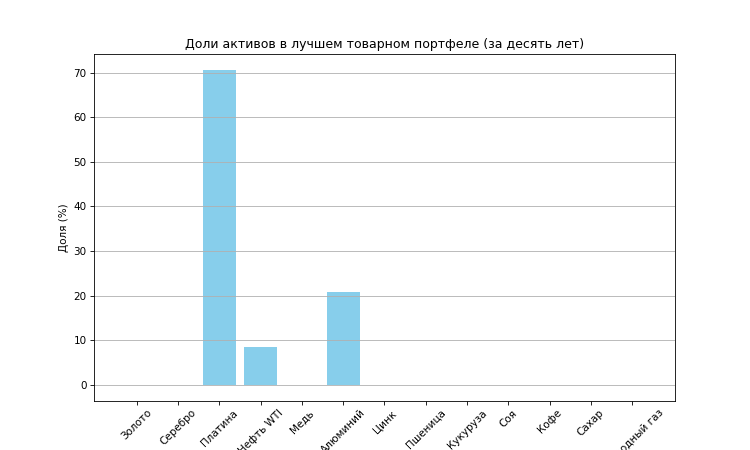 Доли активов в лучшем товарном портфеле (за десять лет)
Доля (%)
70
60
50
40
30
20
10
0
Золото
Серебро
Платина
Нефть WTI
Медь
Алюминий
Цинк
Пшеница
Кукуруза
Соя
Кофе
Сахар
газ